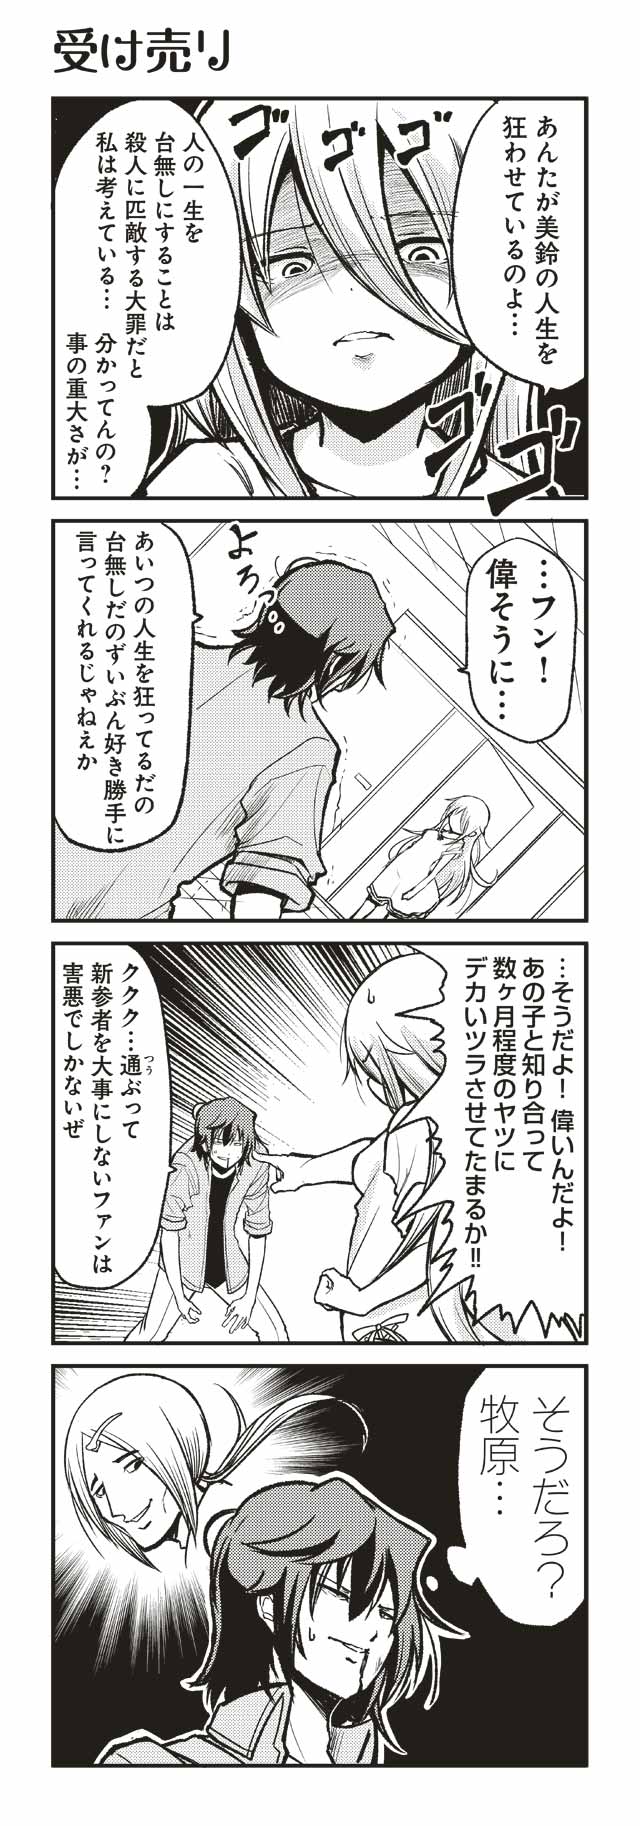 受け売り
あんたが美鈴の人生を
狂わせているのよ…
ゴゴゴ
ゴゴ
人の一生を
台無しにすることは
殺人に匹敵する大罪だと
私は考えている…
分かってんの?
事の重大さが…
…フン!
偉そうに…
よろっ…
あいつの人生を狂ってるだの
台無しだのずいぶん好き勝手に
言ってくれるじゃねえか
…そうだよ!偉いんだよ!
あの子と知り合って
数ヶ月程度のヤツに
デカいツラさせてたまるか!!
ククク…通ぶって
つう
新参者を大事にしないファンは
害悪でしかないぜ
そうだろ?
牧原…